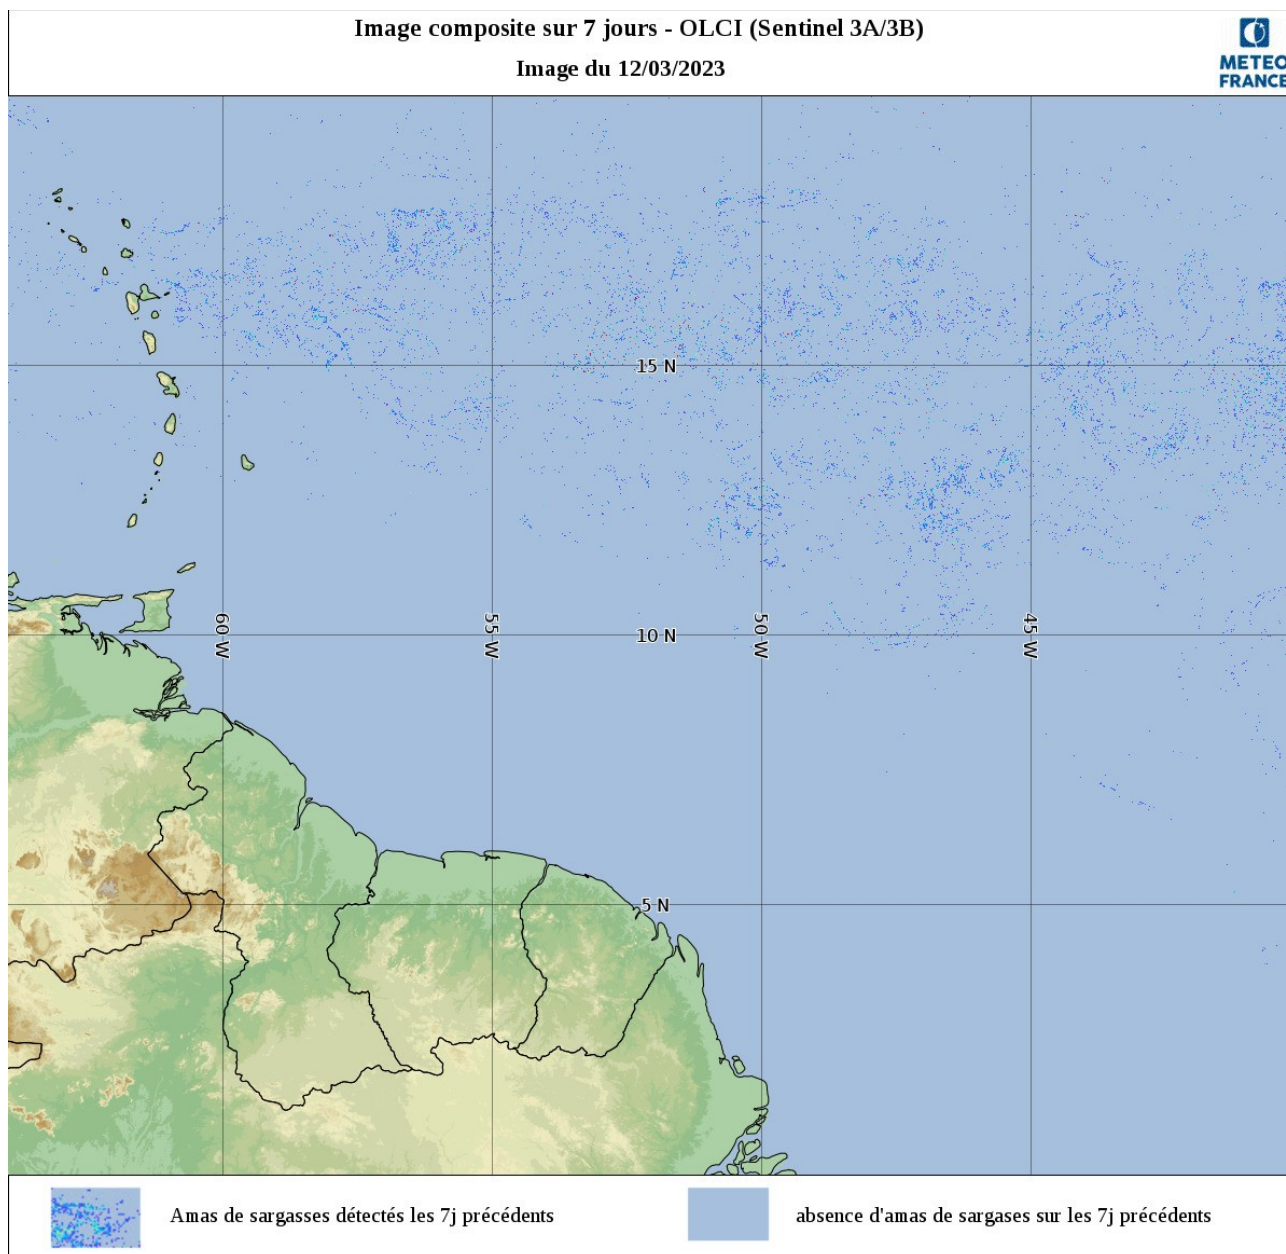 Image composite sur 7 jours - OLCI (Sentinel 3A/3B)
Image du 12/03/2023
METEO
FRANCE
15 N
60 W
55 W
10 N
50 W
45 W
5 N
Amas de sargasses détectés les 7j précédents
absence d'amas de sargases sur les 7j précédents